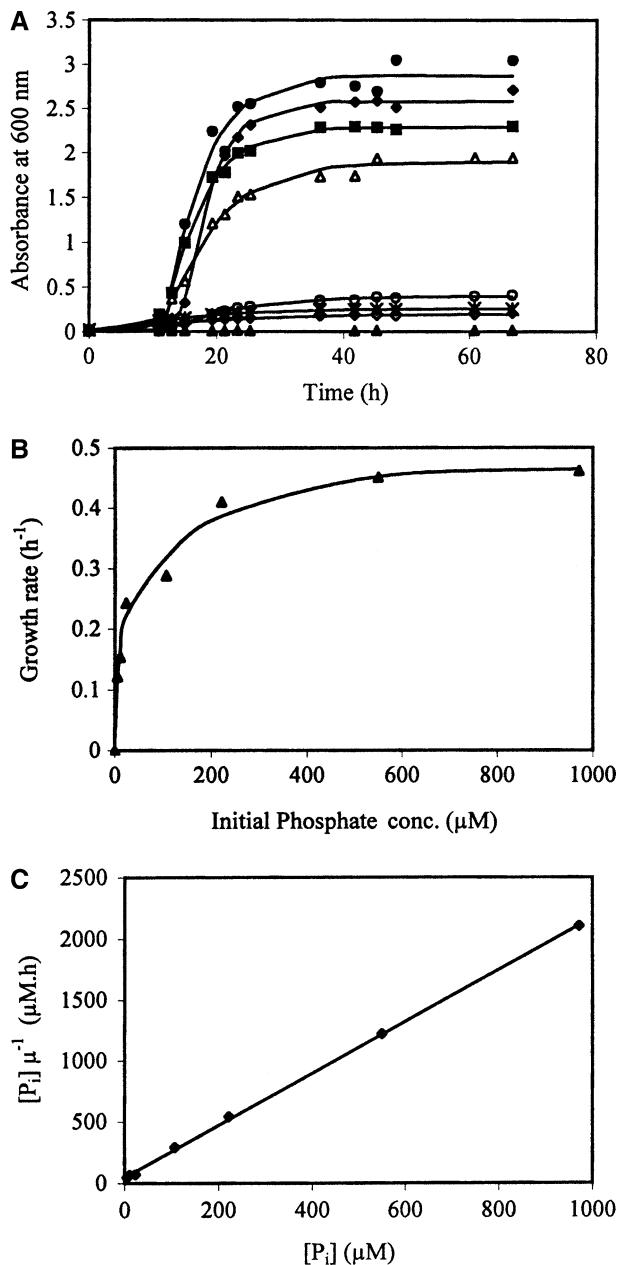 A
3.5
3
2.5
2
1.5
1
0.5
0
Absorbance at 600 nm
0 20 40 60 80
Time (h)
B
0.5
0.4
0.3
0.2
0.1
0
Growth rate (h⁻¹)
0 200 400 600 800 1000
Initial Phosphate conc. (µM)
C
2500
2000
1500
1000
500
0
[Pᵢ] µ⁻¹ (µM.h)
0 200 400 600 800 1000
[Pᵢ] (µM)